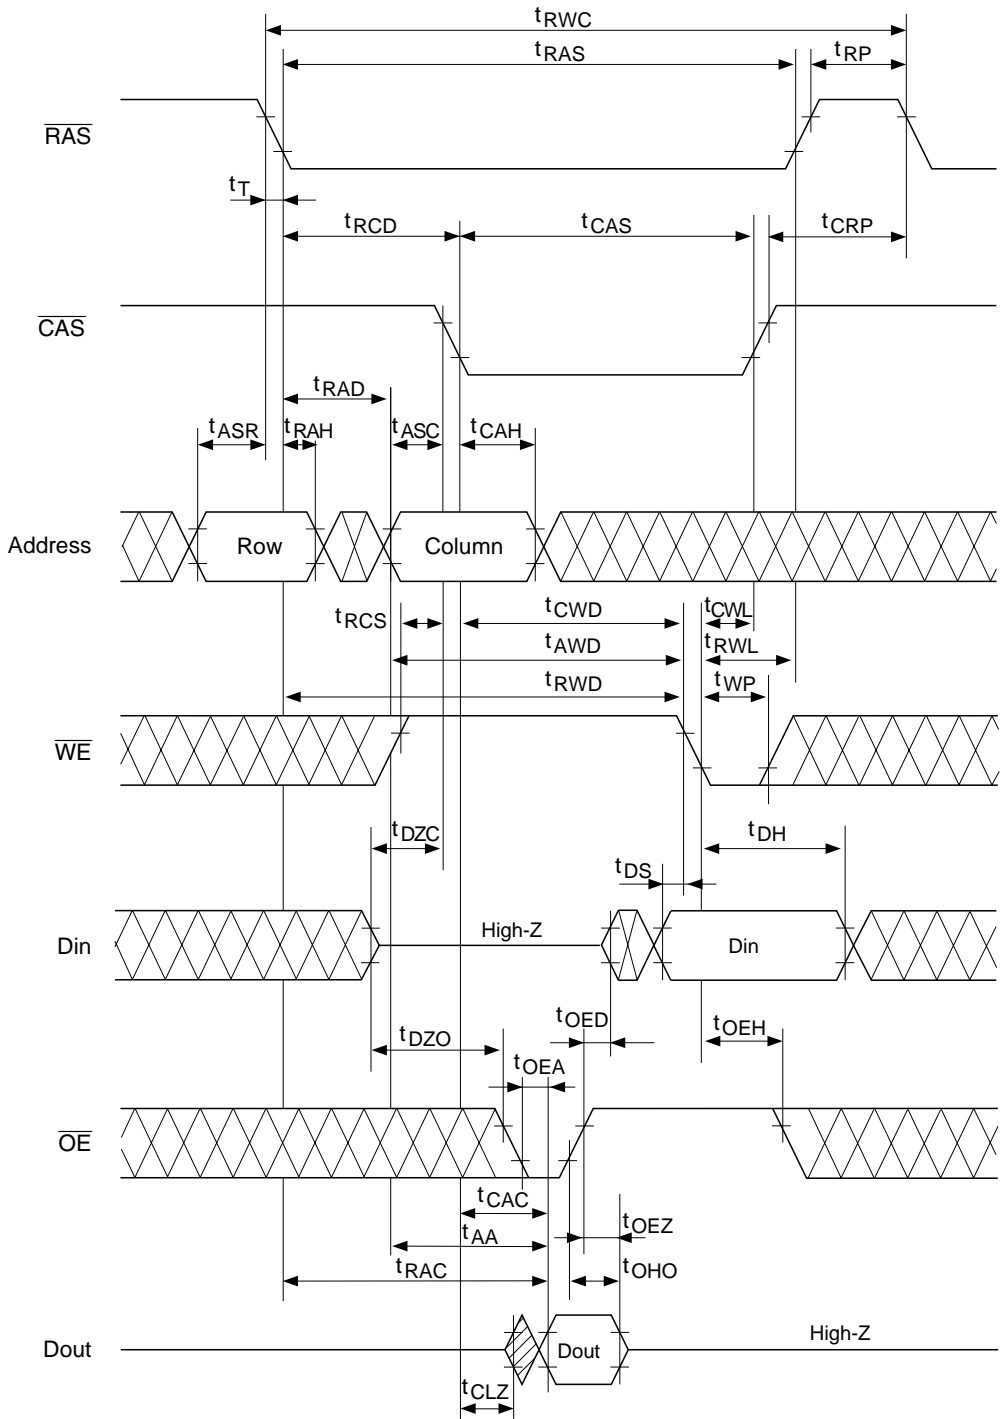 tRWC
tRAS
tRP
RAS
tT
tRCD
tCAS
tCRP
CAS
tRAD
tASR
tRAH
tASC
tCAH
Address
Row
Column
tRCS
tCWD
tCWL
tAWD
tRWL
tRWD
tWP
WE
tDZC
tDH
tDS
Din
High-Z
Din
tOED
tOEH
tDZO
tOEA
OE
tCAC
tOEZ
tAA
tRAC
tOHO
High-Z
Dout
Dout
tCLZ